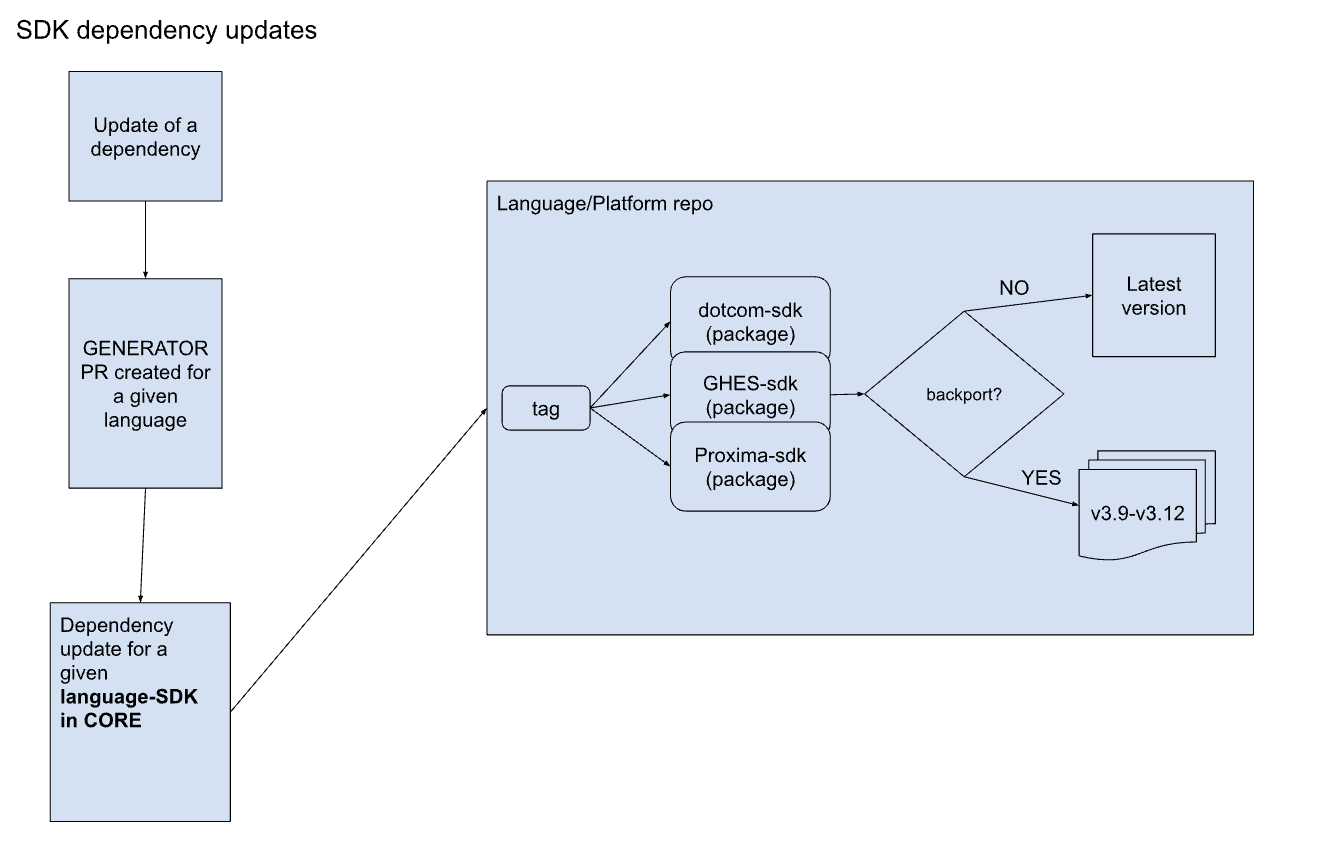 SDK dependency updates
Update of a
dependency
GENERATOR
PR created for
a given
language
Dependency
update for a
given
language-SDK
in CORE
Language/Platform repo
tag
dotcom-sdk
(package)
GHES-sdk
(package)
Proxima-sdk
(package)
backport?
NO
Latest
version
YES
v3.9-v3.12